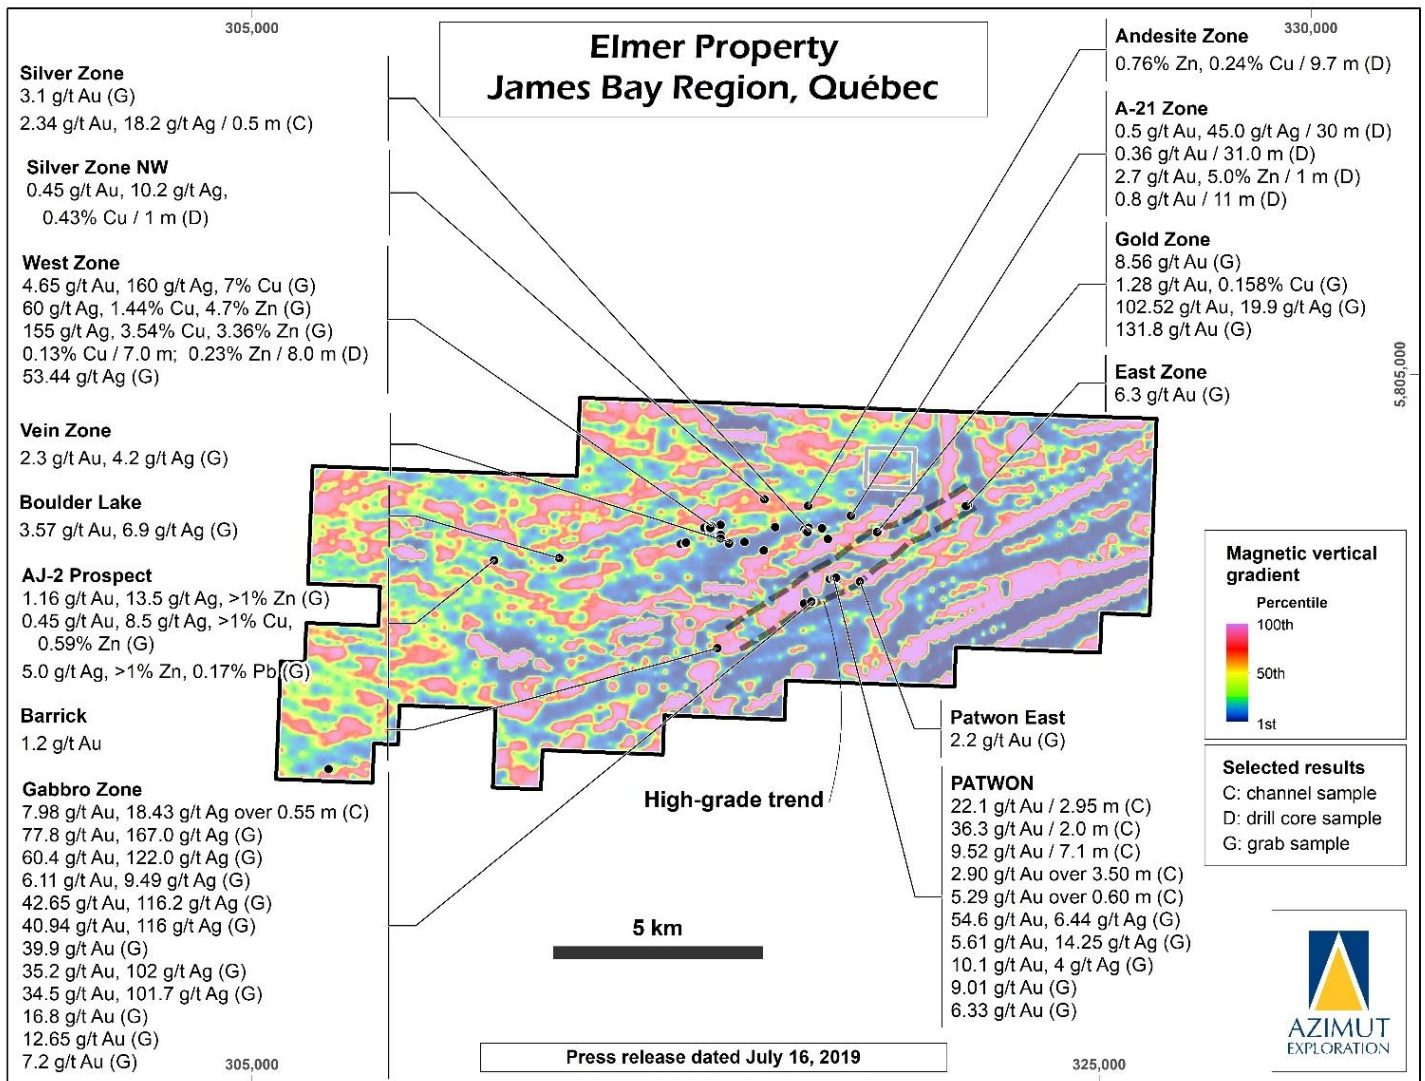 305,000
330,000
Elmer Property
James Bay Region, Québec
Silver Zone
3.1 g/t Au (G)
2.34 g/t Au, 18.2 g/t Ag / 0.5 m (C)
Silver Zone NW
0.45 g/t Au, 10.2 g/t Ag,
0.43% Cu / 1 m (D)
West Zone
4.65 g/t Au, 160 g/t Ag, 7% Cu (G)
60 g/t Ag, 1.44% Cu, 4.7% Zn (G)
155 g/t Ag, 3.54% Cu, 3.36% Zn (G)
0.13% Cu / 7.0 m; 0.23% Zn / 8.0 m (D)
53.44 g/t Ag (G)
Vein Zone
2.3 g/t Au, 4.2 g/t Ag (G)
Boulder Lake
3.57 g/t Au, 6.9 g/t Ag (G)
AJ-2 Prospect
1.16 g/t Au, 13.5 g/t Ag, >1% Zn (G)
0.45 g/t Au, 8.5 g/t Ag, >1% Cu,
0.59% Zn (G)
5.0 g/t Ag, >1% Zn, 0.17% Pb (G)
Barrick
1.2 g/t Au
Gabbro Zone
7.98 g/t Au, 18.43 g/t Ag over 0.55 m (C)
77.8 g/t Au, 167.0 g/t Ag (G)
60.4 g/t Au, 122.0 g/t Ag (G)
6.11 g/t Au, 9.49 g/t Ag (G)
42.65 g/t Au, 116.2 g/t Ag (G)
40.94 g/t Au, 116 g/t Ag (G)
39.9 g/t Au (G)
35.2 g/t Au, 102 g/t Ag (G)
34.5 g/t Au, 101.7 g/t Ag (G)
16.8 g/t Au (G)
12.65 g/t Au (G)
7.2 g/t Au (G)
Andesite Zone
0.76% Zn, 0.24% Cu / 9.7 m (D)
A-21 Zone
0.5 g/t Au, 45.0 g/t Ag / 30 m (D)
0.36 g/t Au / 31.0 m (D)
2.7 g/t Au, 5.0% Zn / 1 m (D)
0.8 g/t Au / 11 m (D)
Gold Zone
8.56 g/t Au (G)
1.28 g/t Au, 0.158% Cu (G)
102.52 g/t Au, 19.9 g/t Ag (G)
131.8 g/t Au (G)
East Zone
6.3 g/t Au (G)
5,805,000
Patwon East
2.2 g/t Au (G)
PATWON
22.1 g/t Au / 2.95 m (C)
36.3 g/t Au / 2.0 m (C)
9.52 g/t Au / 7.1 m (C)
2.90 g/t Au over 3.50 m (C)
5.29 g/t Au over 0.60 m (C)
54.6 g/t Au, 6.44 g/t Ag (G)
5.61 g/t Au, 14.25 g/t Ag (G)
10.1 g/t Au, 4 g/t Ag (G)
9.01 g/t Au (G)
6.33 g/t Au (G)
High-grade trend
5 km
Magnetic vertical
gradient
Percentile
100th
50th
1st
Selected results
C: channel sample
D: drill core sample
G: grab sample
AZIMUT
EXPLORATION
Press release dated July 16, 2019
305,000
325,000